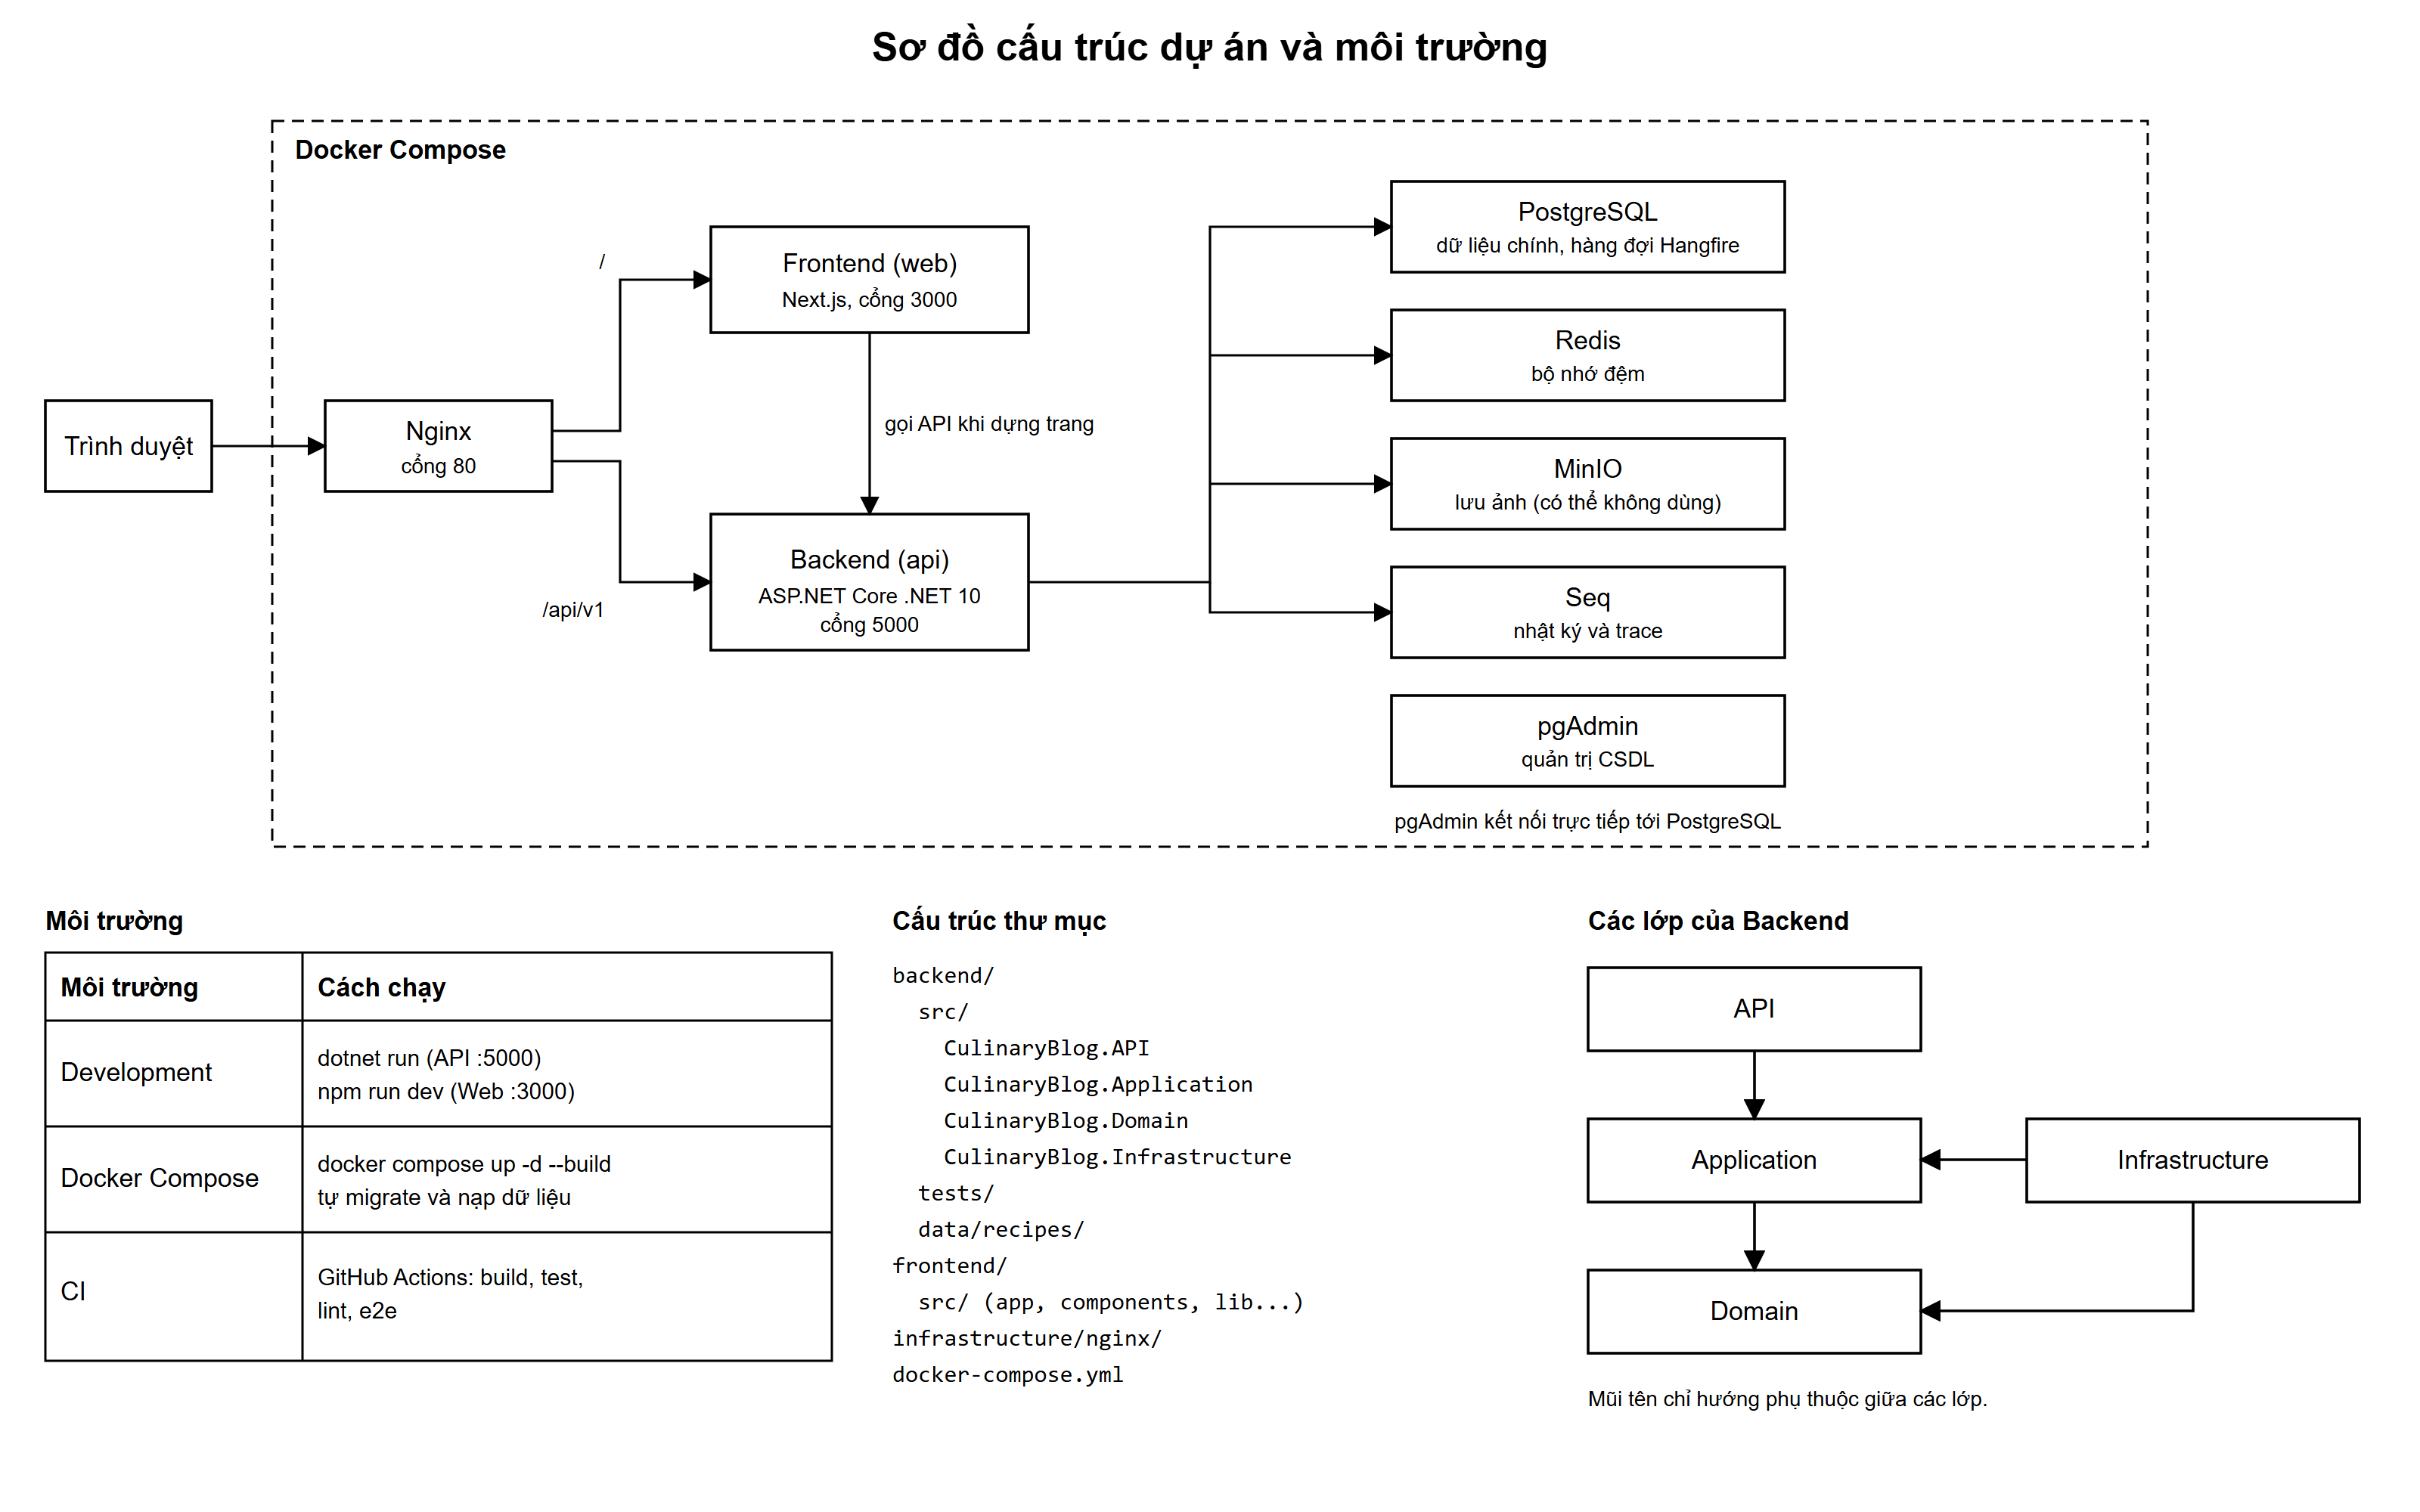 Sơ đồ cấu trúc dự án và môi trường
Docker Compose
Trình duyệt
Nginx
cổng 80
/
/api/v1
Frontend (web)
Next.js, cổng 3000
gọi API khi dựng trang
Backend (api)
ASP.NET Core .NET 10
cổng 5000
PostgreSQL
dữ liệu chính, hàng đợi Hangfire
Redis
bộ nhớ đệm
MinIO
lưu ảnh (có thể không dùng)
Seq
nhật ký và trace
pgAdmin
quản trị CSDL
pgAdmin kết nối trực tiếp tới PostgreSQL
Môi trường
Môi trường
Cách chạy
Development
dotnet run (API :5000)
npm run dev (Web :3000)
Docker Compose
docker compose up -d --build
tự migrate và nạp dữ liệu
CI
GitHub Actions: build, test,
lint, e2e
Cấu trúc thư mục
backend/
  src/
    CulinaryBlog.API
    CulinaryBlog.Application
    CulinaryBlog.Domain
    CulinaryBlog.Infrastructure
  tests/
  data/recipes/
frontend/
  src/ (app, components, lib...)
infrastructure/nginx/
docker-compose.yml
Các lớp của Backend
API
Application
Infrastructure
Domain
Mũi tên chỉ hướng phụ thuộc giữa các lớp.